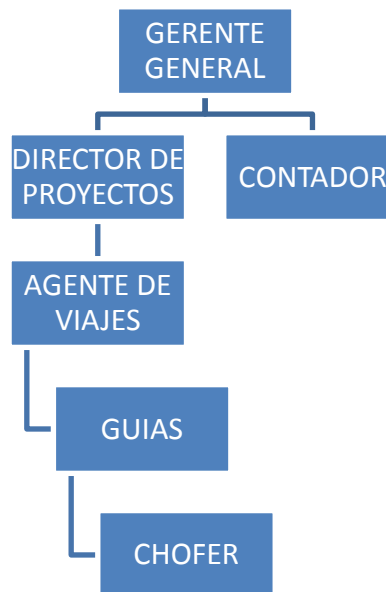 GERENTE
GENERAL
DIRECTOR DE
PROYECTOS
CONTADOR
AGENTE DE
VIAJES
GUIAS
CHOFER